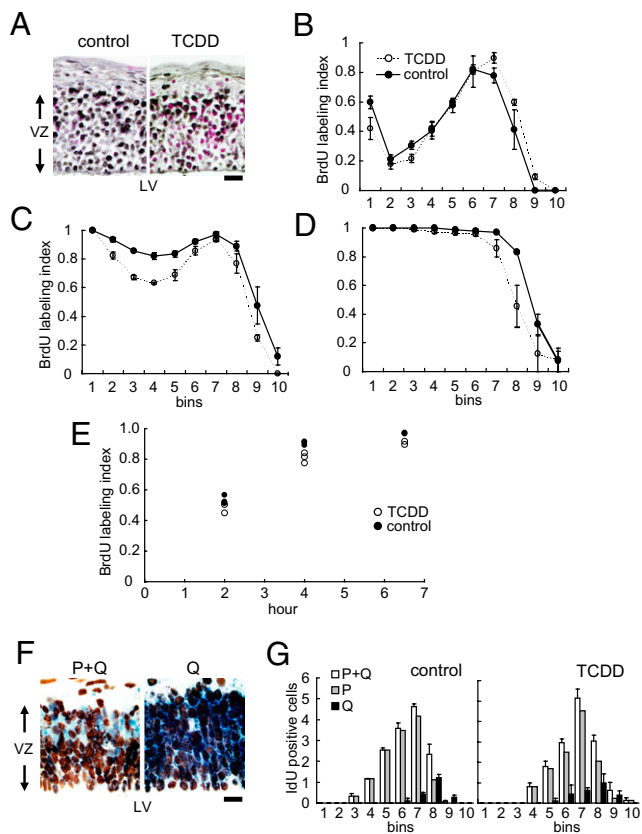 A
control
TCDD
VZ
LV
B
BrdU labeling index
1
0.8
0.6
0.4
0.2
0
TCDD
control
1 2 3 4 5 6 7 8 9 10
C
BrdU labeling index
1
0.8
0.6
0.4
0.2
0
1 2 3 4 5 6 7 8 9 10
bins
D
1
0.8
0.6
0.4
0.2
0
1 2 3 4 5 6 7 8 9 10
bins
E
BrdU labeling index
1.0
0.8
0.6
0.4
0.2
0
TCDD
control
0 1 2 3 4 5 6 7
hour
F
P+Q
Q
VZ
LV
G
IdU positive cells
6
5
4
3
2
1
0
P+Q
P
Q
control
TCDD
1 2 3 4 5 6 7 8 9 10
bins
1 2 3 4 5 6 7 8 9 10
bins